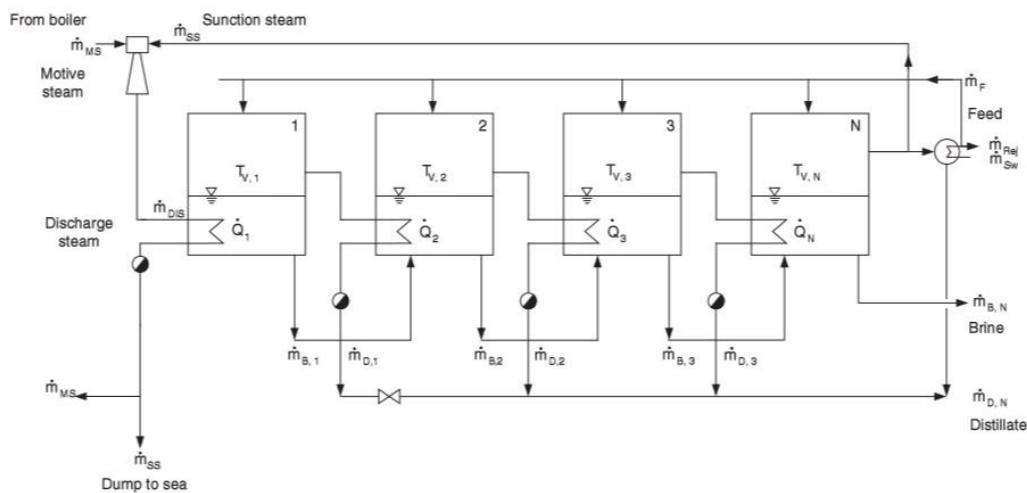 From boiler
ṁSS
Sunction steam
ṁMS
Motive
steam
ṁF
Feed
1
2
3
N
ṁRej
ṁSw
TV, 1
TV, 2
TV, 3
TV, N
ṁDIS
Discharge
steam
Q̇1
Q̇2
Q̇3
Q̇N
ṁB, N
Brine
ṁB, 1
ṁD,1
ṁB,2
ṁD,2
ṁB, 3
ṁD, 3
ṁMS
ṁD, N
Distillate
ṁSS
Dump to sea